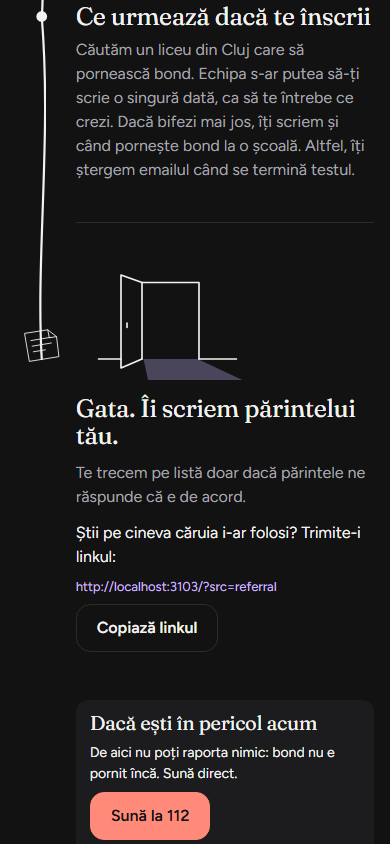 Ce urmează dacă te înscrii
Căutăm un liceu din Cluj care să
pornească bond. Echipa s-ar putea să-ți
scrie o singură dată, ca să te întrebe ce
crezi. Dacă bifezi mai jos, îți scriem și
când pornește bond la o școală. Altfel, îți
ștergem emailul când se termină testul.
Gata. Îi scriem părintelui
tău.
Te trecem pe listă doar dacă părintele ne
răspunde că e de acord.
Știi pe cineva căruia i-ar folosi? Trimite-i
linkul:
http://localhost:3103/?src=referral
Copiază linkul
Dacă ești în pericol acum
De aici nu poți raporta nimic: bond nu e
pornit încă. Sună direct.
Sună la 112